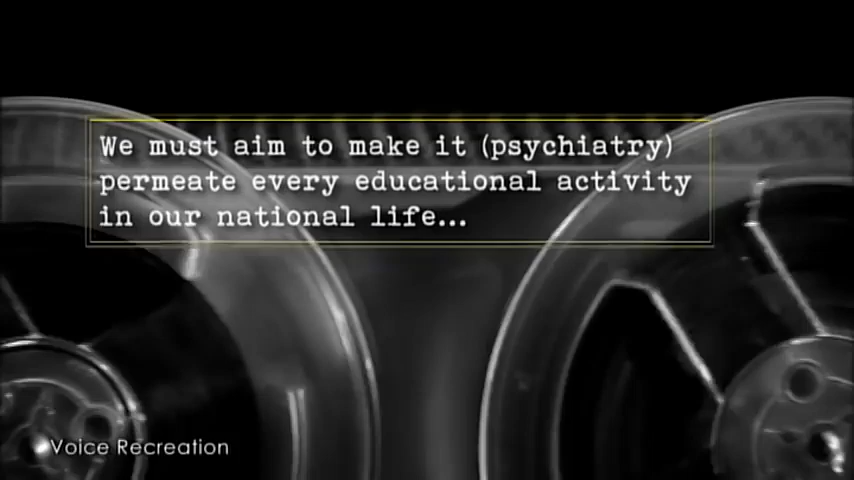 We must aim to make it (psychiatry)
permeate every educational activity
in our national life...
Voice Recreation